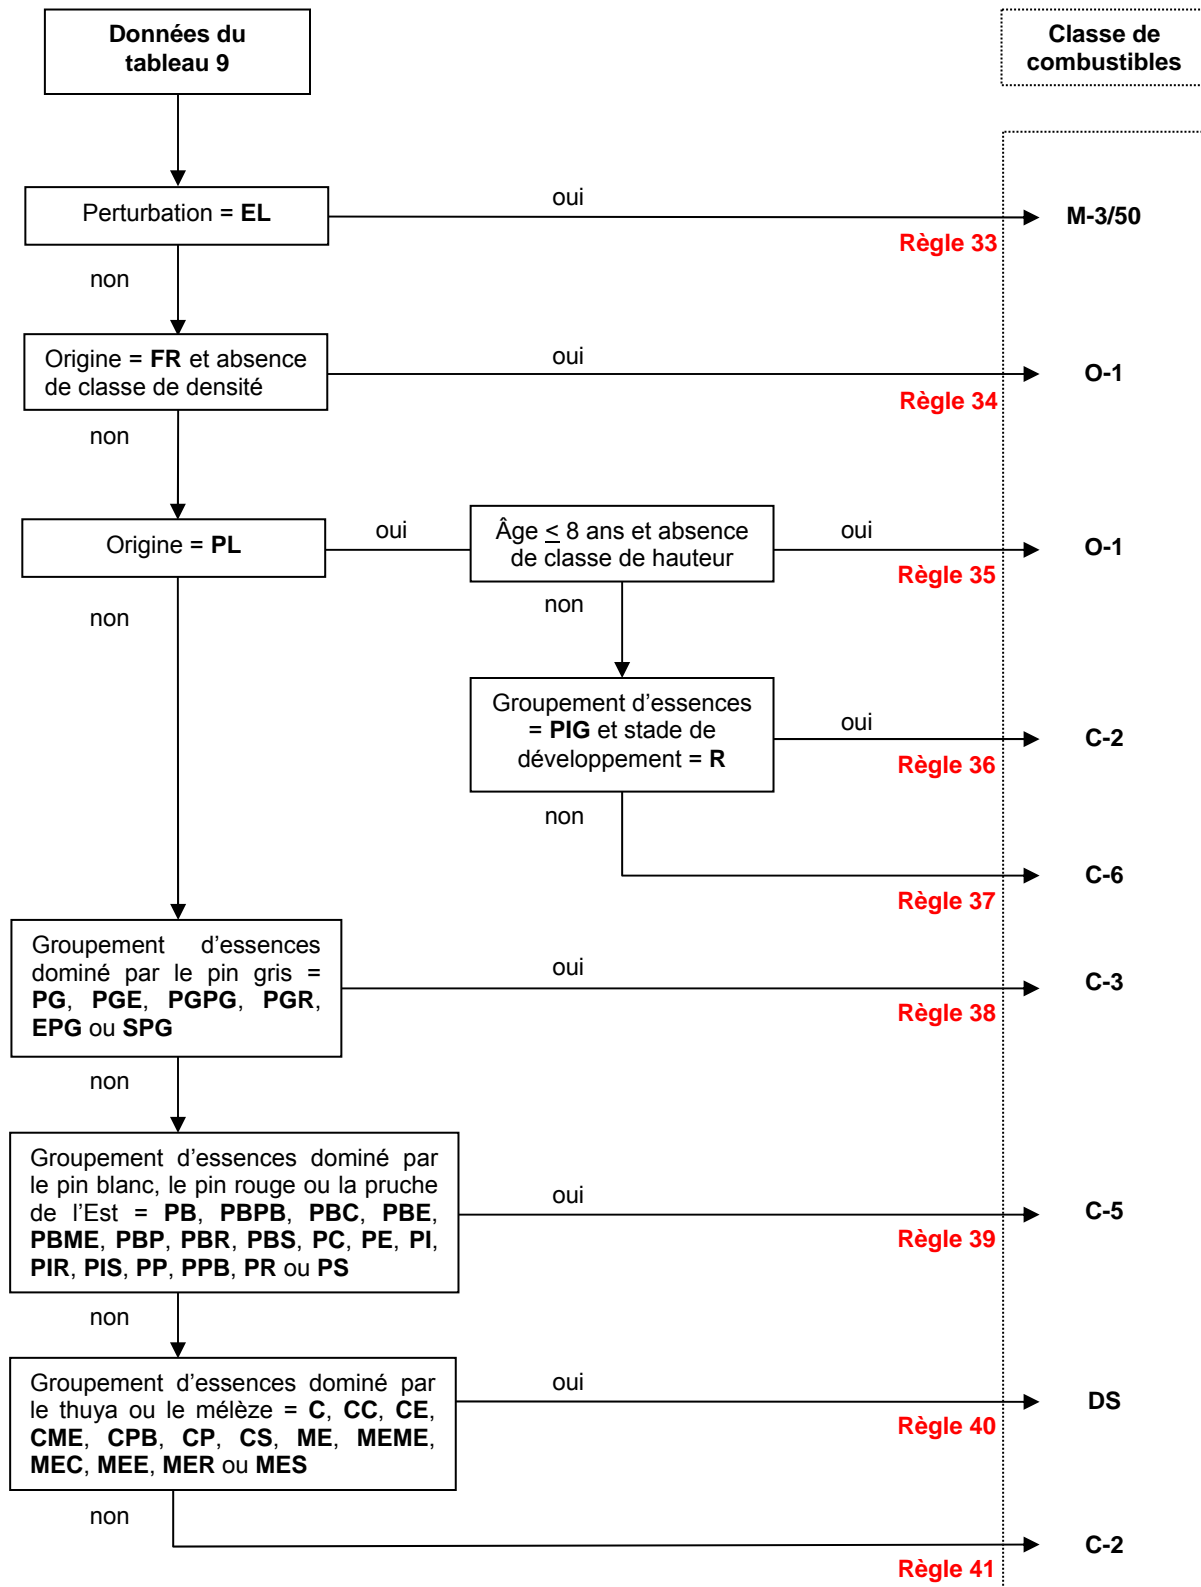 Données du
tableau 9
Classe de
combustibles
Perturbation = EL
oui
M-3/50
Règle 33
non
Origine = FR et absence
de classe de densité
oui
O-1
Règle 34
non
Origine = PL
oui
Âge ≤ 8 ans et absence
de classe de hauteur
oui
O-1
Règle 35
non
non
Groupement d'essences
= PIG et stade de
développement = R
oui
C-2
Règle 36
non
C-6
Règle 37
Groupement d'essences
dominé par le pin gris =
PG, PGE, PGPG, PGR,
EPG ou SPG
oui
C-3
Règle 38
non
Groupement d'essences dominé par
le pin blanc, le pin rouge ou la pruche
de l'Est = PB, PBPB, PBC, PBE,
PBME, PBP, PBR, PBS, PC, PE, PI,
PIR, PIS, PP, PPB, PR ou PS
oui
C-5
Règle 39
non
Groupement d'essences dominé par
le thuya ou le mélèze = C, CC, CE,
CME, CPB, CP, CS, ME, MEME,
MEC, MEE, MER ou MES
oui
DS
Règle 40
non
C-2
Règle 41